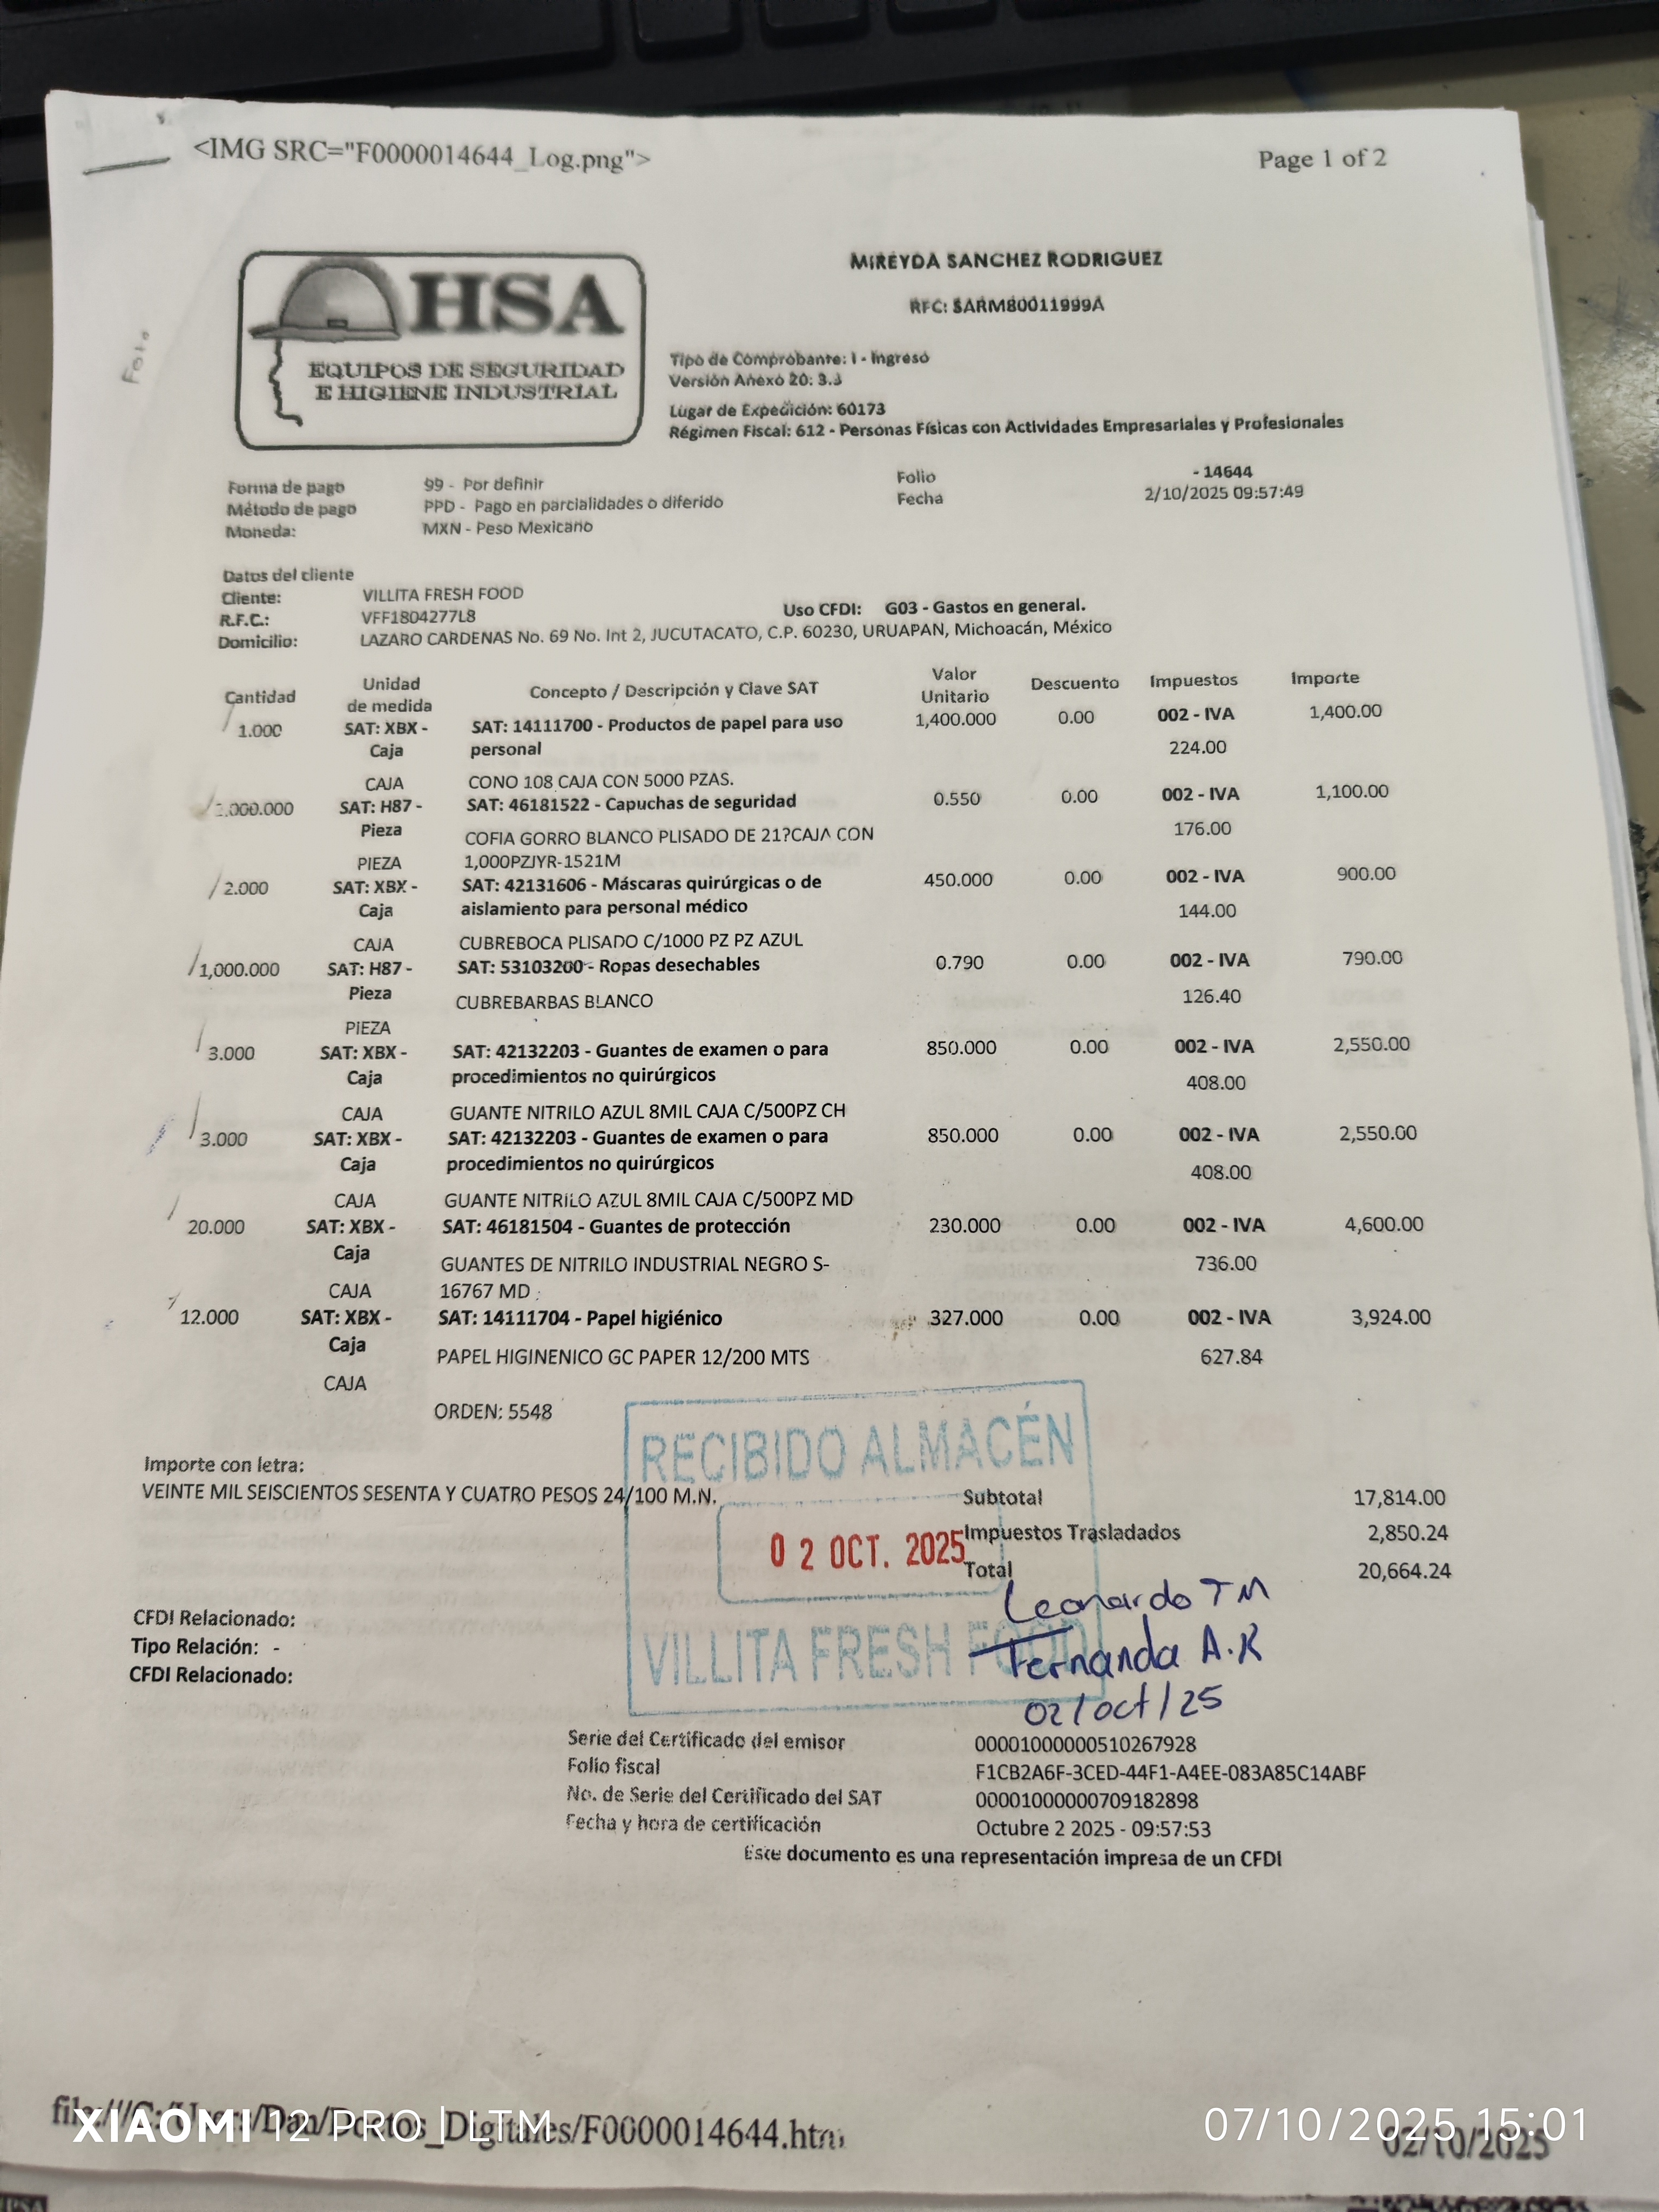 <IMG SRC="F0000014644_Log.png">
Page 1 of 2
HSA
EQUIPOS DE SEGURIDAD
E HIGIENE INDUSTRIAL
Foto
MIREYDA SANCHEZ RODRIGUEZ
RFC: SARM80011999A
Tipo de Comprobante: I - Ingreso
Versión Anexo 20: 3.3
Lugar de Expedición: 60173
Régimen Fiscal: 612 - Personas Físicas con Actividades Empresariales y Profesionales
Forma de pago 99 - Por definir
Método de pago PPD - Pago en parcialidades o diferido
Moneda: MXN - Peso Mexicano
Folio - 14644
Fecha 2/10/2025 09:57:49
Datos del cliente
Cliente: VILLITA FRESH FOOD
R.F.C.: VFF1804277L8 Uso CFDI: G03 - Gastos en general.
Domicilio: LAZARO CARDENAS No. 69 No. Int 2, JUCUTACATO, C.P. 60230, URUAPAN, Michoacán, México
Cantidad Unidad de medida Concepto / Descripción y Clave SAT Valor Unitario Descuento Impuestos Importe
1.000 SAT: XBX - SAT: 14111700 - Productos de papel para uso 1,400.000 0.00 002 - IVA 1,400.00
Caja personal 224.00
CAJA CONO 108 CAJA CON 5000 PZAS.
.000.000 SAT: H87 - SAT: 46181522 - Capuchas de seguridad 0.550 0.00 002 - IVA 1,100.00
Pieza COFIA GORRO BLANCO PLISADO DE 21?CAJA CON 176.00
PIEZA 1,000PZJYR-1521M
2.000 SAT: XBX - SAT: 42131606 - Máscaras quirúrgicas o de 450.000 0.00 002 - IVA 900.00
Caja aislamiento para personal médico 144.00
CAJA CUBREBOCA PLISADO C/1000 PZ PZ AZUL
1,000.000 SAT: H87 - SAT: 53103200 - Ropas desechables 0.790 0.00 002 - IVA 790.00
Pieza CUBREBARBAS BLANCO 126.40
PIEZA
3.000 SAT: XBX - SAT: 42132203 - Guantes de examen o para 850.000 0.00 002 - IVA 2,550.00
Caja procedimientos no quirúrgicos 408.00
CAJA GUANTE NITRILO AZUL 8MIL CAJA C/500PZ CH
3.000 SAT: XBX - SAT: 42132203 - Guantes de examen o para 850.000 0.00 002 - IVA 2,550.00
Caja procedimientos no quirúrgicos 408.00
CAJA GUANTE NITRILO AZUL 8MIL CAJA C/500PZ MD
20.000 SAT: XBX - SAT: 46181504 - Guantes de protección 230.000 0.00 002 - IVA 4,600.00
Caja GUANTES DE NITRILO INDUSTRIAL NEGRO S- 736.00
CAJA 16767 MD
12.000 SAT: XBX - SAT: 14111704 - Papel higiénico 327.000 0.00 002 - IVA 3,924.00
Caja PAPEL HIGINENICO GC PAPER 12/200 MTS 627.84
CAJA
ORDEN: 5548
RECIBIDO ALMACÉN
02 OCT. 2025
VILLITA FRESH FOOD
Importe con letra:
VEINTE MIL SEISCIENTOS SESENTA Y CUATRO PESOS 24/100 M.N.
Subtotal 17,814.00
Impuestos Trasladados 2,850.24
Total 20,664.24
Leonardo TM
Fernanda A.R
02/oct/25
CFDI Relacionado:
Tipo Relación: -
CFDI Relacionado:
Serie del Certificado del emisor 00001000000510267928
Folio fiscal F1CB2A6F-3CED-44F1-A4EE-083A85C14ABF
No. de Serie del Certificado del SAT 00001000000709182898
Fecha y hora de certificación Octubre 2 2025 - 09:57:53
Este documento es una representación impresa de un CFDI
file:///C:/Users/Dan/Doctos_Digitales/F0000014644.htm
02/10/2025
XIAOMI 12 PRO | LTM
07/10/2025 15:01